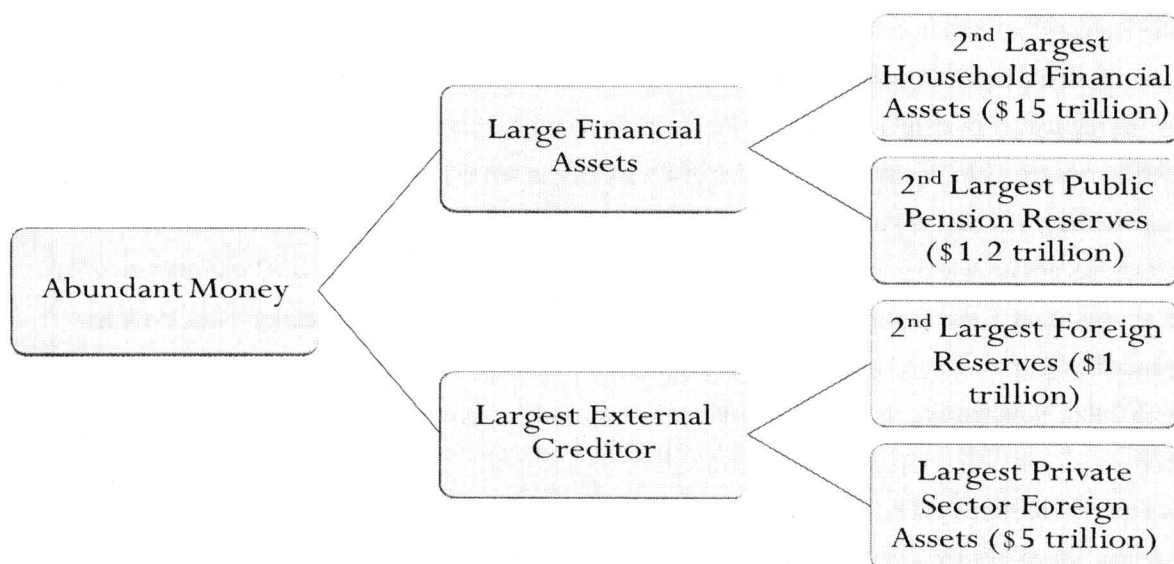 Abundant Money
Large Financial
Assets
Largest External
Creditor
2nd Largest
Household Financial
Assets ($15 trillion)
2nd Largest Public
Pension Reserves
($1.2 trillion)
2nd Largest Foreign
Reserves ($1
trillion)
Largest Private
Sector Foreign
Assets ($5 trillion)